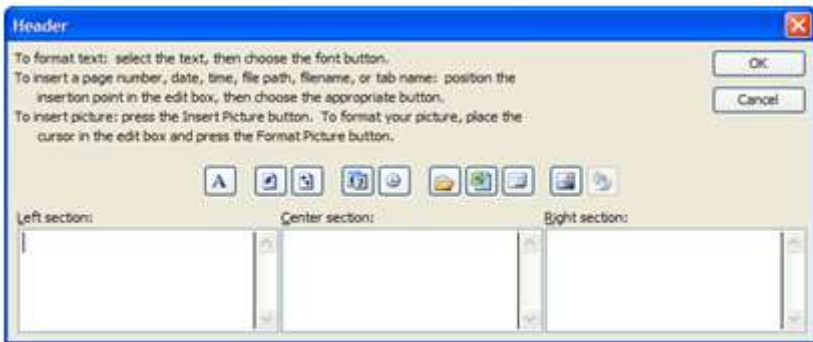 Header
To format text: select the text, then choose the font button.
To insert a page number, date, time, file path, filename, or tab name: position the
insertion point in the edit box, then choose the appropriate button.
To insert picture: press the Insert Picture button. To format your picture, place the
cursor in the edit box and press the Format Picture button.
OK
Cancel
A
Left section:
Center section:
Right section: